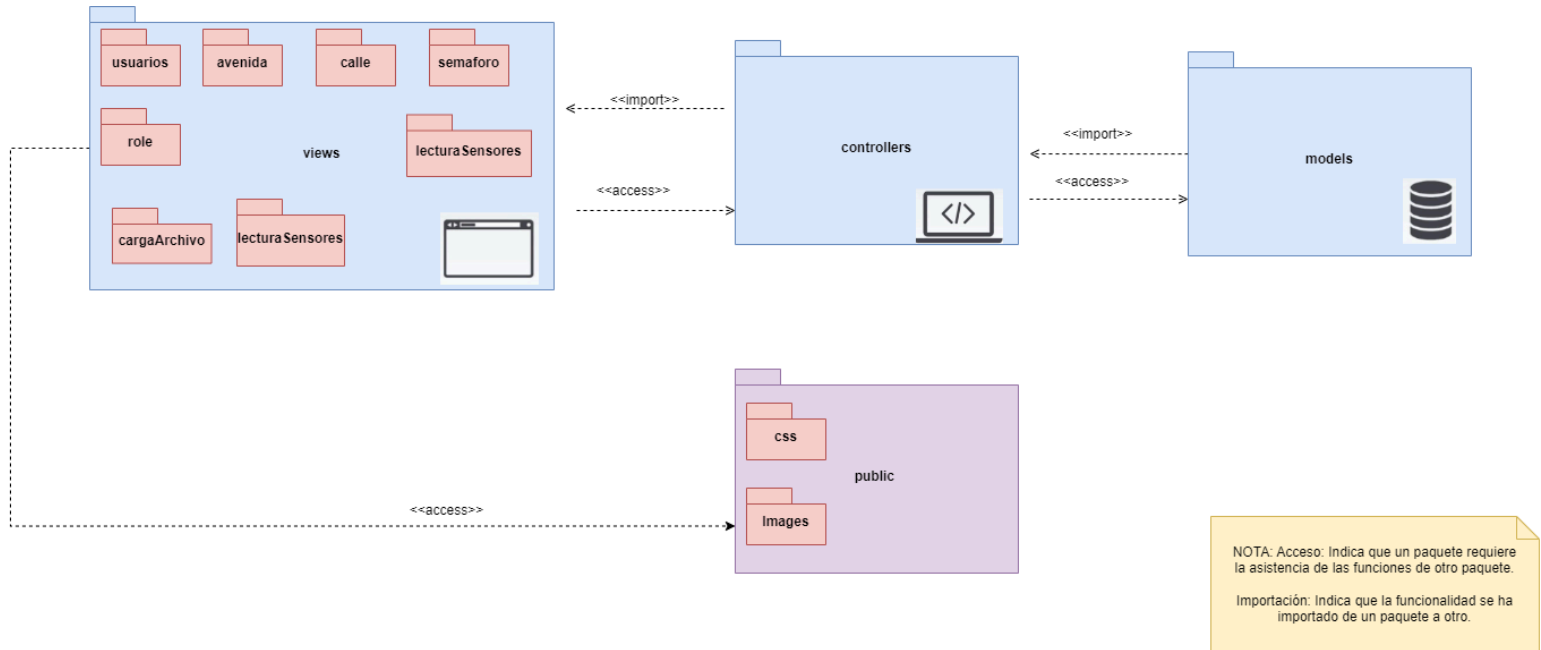 usuarios
avenida
calle
semaforo
role
views
lecturaSensores
cargaArchivo
lecturaSensores
<<import>>
<<access>>
controllers
</>
<<import>>
<<access>>
models
<<access>>
css
public
Images
NOTA: Acceso: Indica que un paquete requiere
la asistencia de las funciones de otro paquete.
Importación: Indica que la funcionalidad se ha
importado de un paquete a otro.